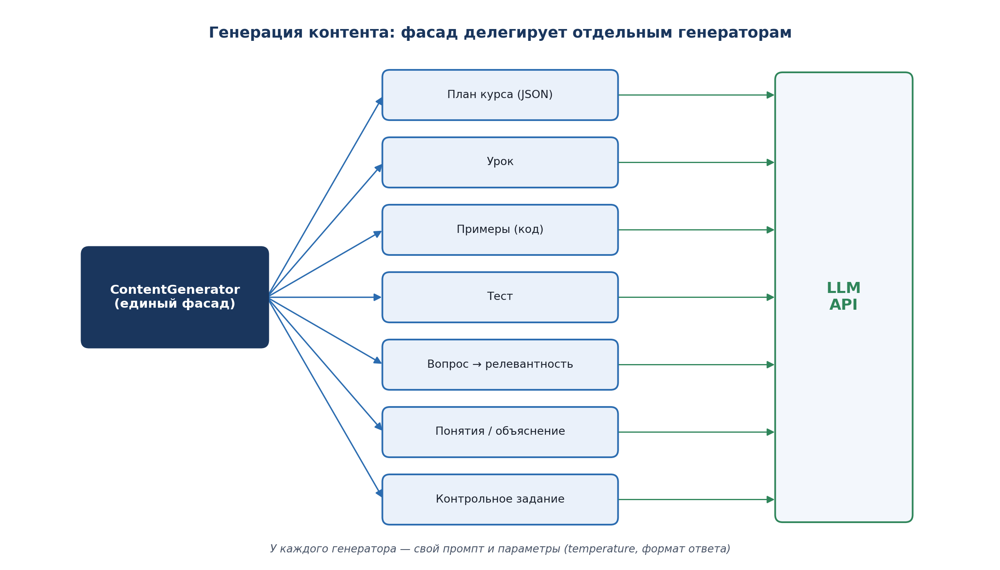 Генерация контента: фасад делегирует отдельным генераторам
ContentGenerator
(единый фасад)
План курса (JSON)
Урок
Примеры (код)
Тест
Вопрос → релевантность
Понятия / объяснение
Контрольное задание
LLM
API
У каждого генератора — свой промпт и параметры (temperature, формат ответа)